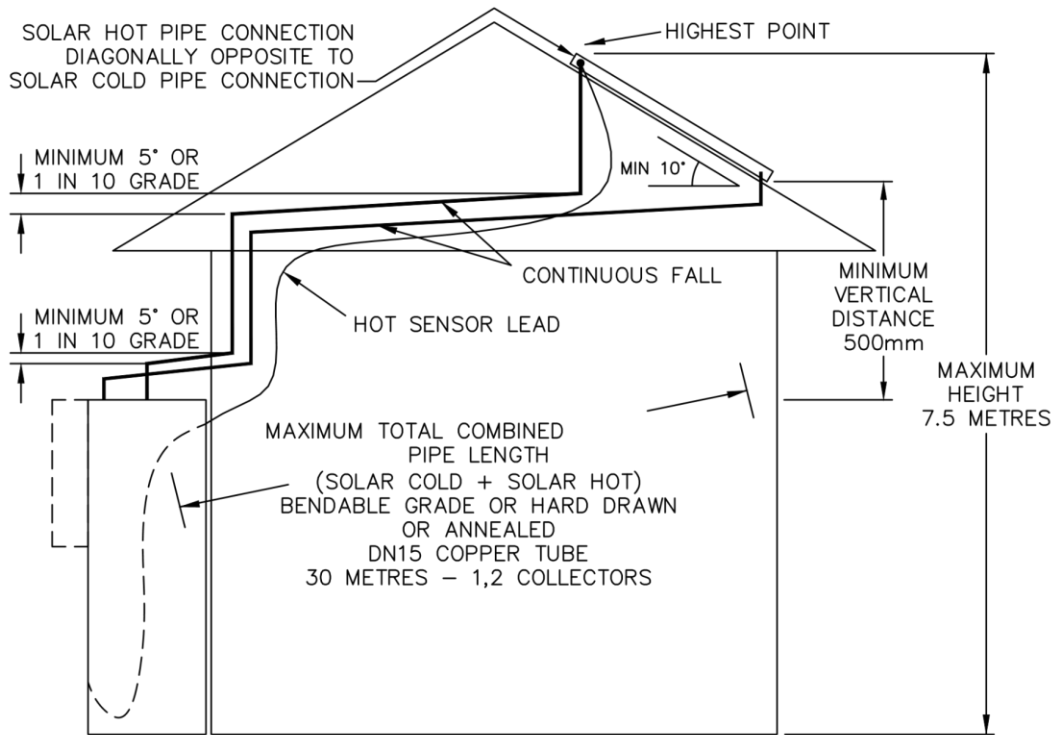 SOLAR HOT PIPE CONNECTION
DIAGONALLY OPPOSITE TO
SOLAR COLD PIPE CONNECTION
HIGHEST POINT
MINIMUM 5° OR
1 IN 10 GRADE
MIN 10°
CONTINUOUS FALL
HOT SENSOR LEAD
MINIMUM
VERTICAL
DISTANCE
500mm
MINIMUM 5° OR
1 IN 10 GRADE
MAXIMUM
HEIGHT
7.5 METRES
MAXIMUM TOTAL COMBINED
PIPE LENGTH
(SOLAR COLD + SOLAR HOT)
BENDABLE GRADE OR HARD DRAWN
OR ANNEALED
DN15 COPPER TUBE
30 METRES – 1,2 COLLECTORS